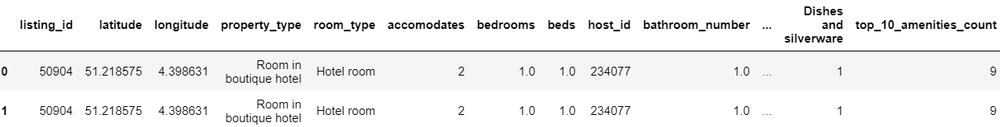 listing_id latitude longitude property_type room_type accomodates bedrooms beds host_id bathroom_number ... Dishes and silverware top_10_amenities_count
0 50904 51.218575 4.398631 Room in boutique hotel Hotel room 2 1.0 1.0 234077 1.0 ... 1 9
1 50904 51.218575 4.398631 Room in boutique hotel Hotel room 2 1.0 1.0 234077 1.0 ... 1 9